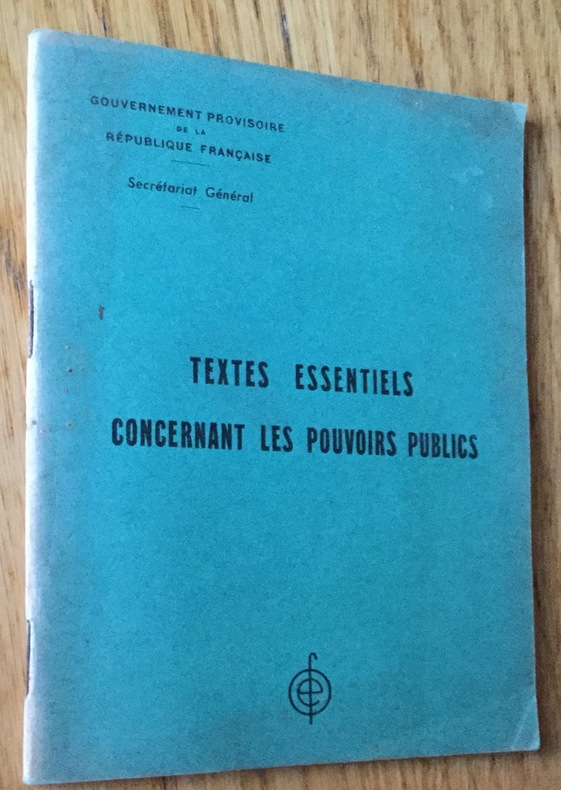 GOUVERNEMENT PROVISOIRE
DE LA
RÉPUBLIQUE FRANÇAISE
Secrétariat Général
TEXTES ESSENTIELS
CONCERNANT LES POUVOIRS PUBLICS